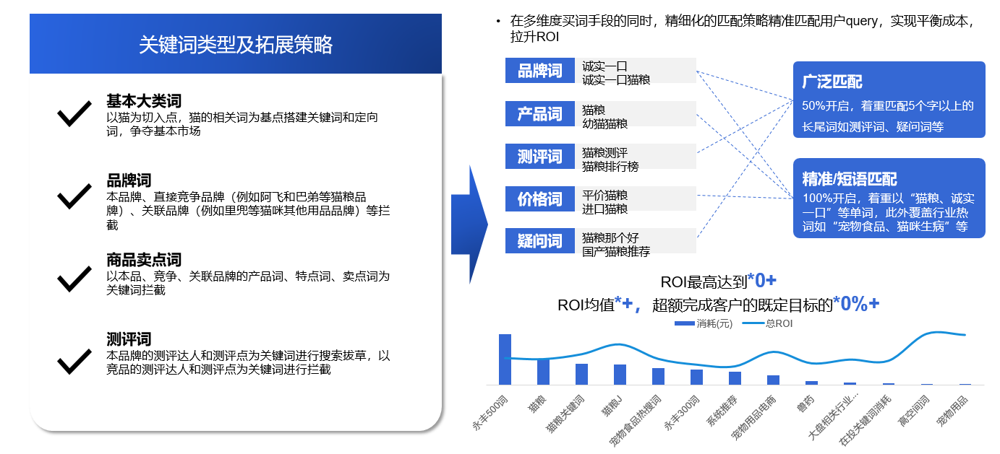 关键词类型及拓展策略
基本大类词
以猫为切入点，猫的相关词为基点搭建关键词和定向
词，争夺基本市场
品牌词
本品牌、直接竞争品牌（例如阿飞和巴弟等猫粮品
牌）、关联品牌（例如里兜等猫咪其他用品品牌）等拦
截
商品卖点词
以本品、竞争、关联品牌的产品词、特点词、卖点词为
关键词拦截
测评词
本品牌的测评达人和测评点为关键词进行搜索拔草，以
竞品的测评达人和测评点为关键词进行拦截
• 在多维度买词手段的同时，精细化的匹配策略精准匹配用户query，实现平衡成本，
拉升ROI
品牌词
诚实一口
诚实一口猫粮
产品词
猫粮
幼猫猫粮
测评词
猫粮测评
猫粮排行榜
价格词
平价猫粮
进口猫粮
疑问词
猫粮那个好
国产猫粮推荐
广泛匹配
50%开启，着重匹配5个字以上的
长尾词如测评词、疑问词等
精准/短语匹配
100%开启，着重以“猫粮、诚实
一口”等单词，此外覆盖行业热
词如“宠物食品、猫咪生病”等
ROI最高达到*0+
ROI均值*+，超额完成客户的既定目标的*0%+
消耗(元) 总ROI
永丰500词
猫粮
猫粮关键词
猫粮J
宠物食品热搜词
永丰300词
系统推荐
宠物用品电商
兽药
大盘相关行业…
在投关键词消耗
高空间词
宠物用品